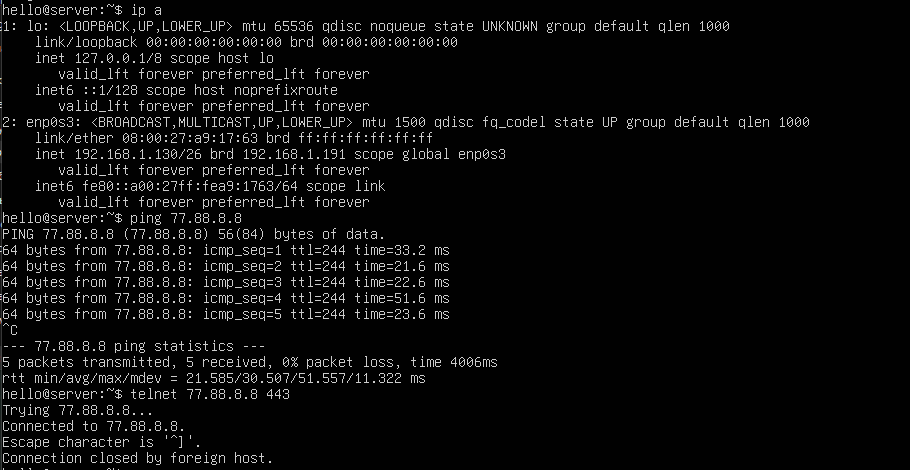 hello@server:~$ ip a
1: lo: <LOOPBACK,UP,LOWER_UP> mtu 65536 qdisc noqueue state UNKNOWN group default qlen 1000
    link/loopback 00:00:00:00:00:00 brd 00:00:00:00:00:00
    inet 127.0.0.1/8 scope host lo
       valid_lft forever preferred_lft forever
    inet6 ::1/128 scope host noprefixroute
       valid_lft forever preferred_lft forever
2: enp0s3: <BROADCAST,MULTICAST,UP,LOWER_UP> mtu 1500 qdisc fq_codel state UP group default qlen 1000
    link/ether 08:00:27:a9:17:63 brd ff:ff:ff:ff:ff:ff
    inet 192.168.1.130/26 brd 192.168.1.191 scope global enp0s3
       valid_lft forever preferred_lft forever
    inet6 fe80::a00:27ff:fea9:1763/64 scope link
       valid_lft forever preferred_lft forever
hello@server:~$ ping 77.88.8.8
PING 77.88.8.8 (77.88.8.8) 56(84) bytes of data.
64 bytes from 77.88.8.8: icmp_seq=1 ttl=244 time=33.2 ms
64 bytes from 77.88.8.8: icmp_seq=2 ttl=244 time=21.6 ms
64 bytes from 77.88.8.8: icmp_seq=3 ttl=244 time=22.6 ms
64 bytes from 77.88.8.8: icmp_seq=4 ttl=244 time=51.6 ms
64 bytes from 77.88.8.8: icmp_seq=5 ttl=244 time=23.6 ms
^C
--- 77.88.8.8 ping statistics ---
5 packets transmitted, 5 received, 0% packet loss, time 4006ms
rtt min/avg/max/mdev = 21.585/30.507/51.557/11.322 ms
hello@server:~$ telnet 77.88.8.8 443
Trying 77.88.8.8...
Connected to 77.88.8.8.
Escape character is '^]'.
Connection closed by foreign host.